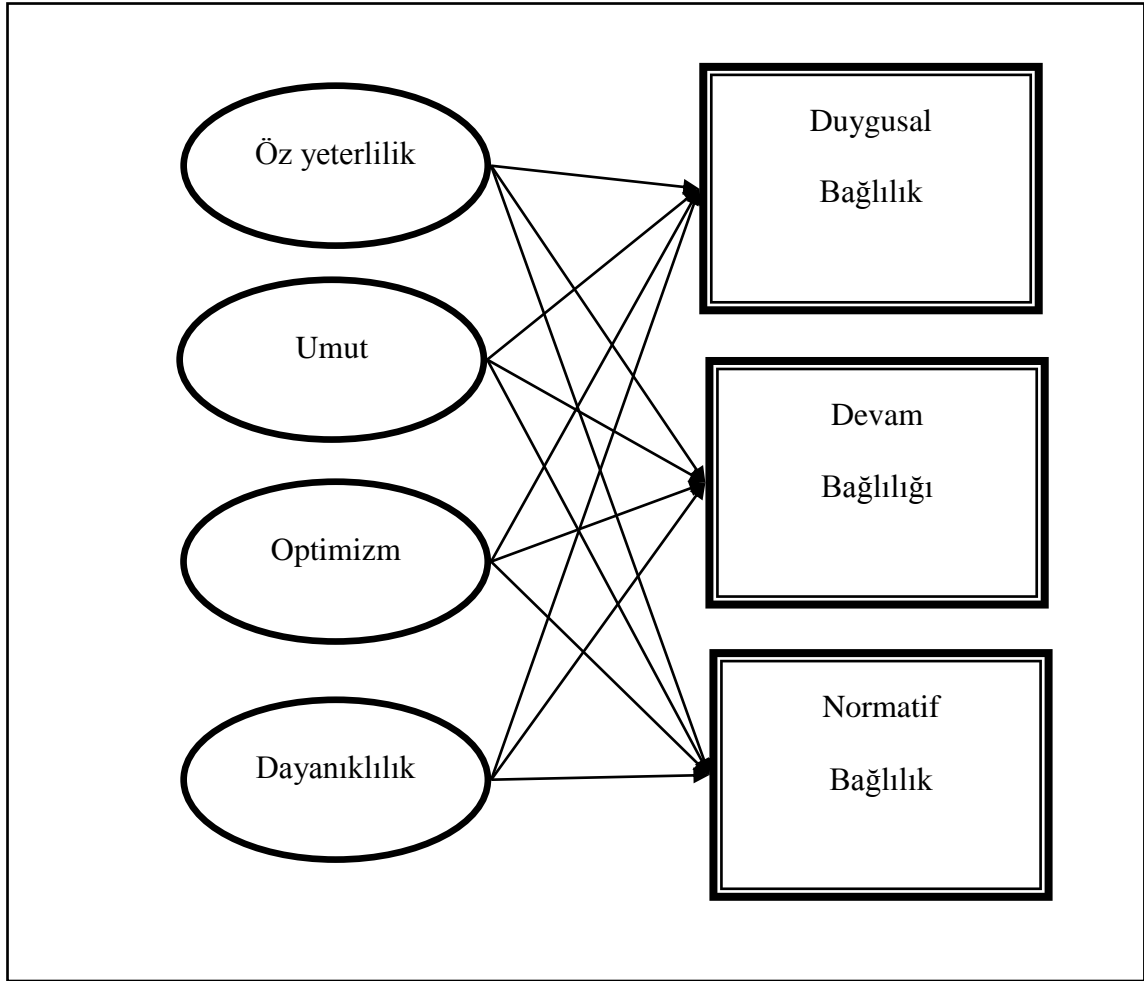 Öz yeterlilik
Umut
Optimizm
Dayanıklılık
Duygusal
Bağlılık
Devam
Bağlılığı
Normatif
Bağlılık